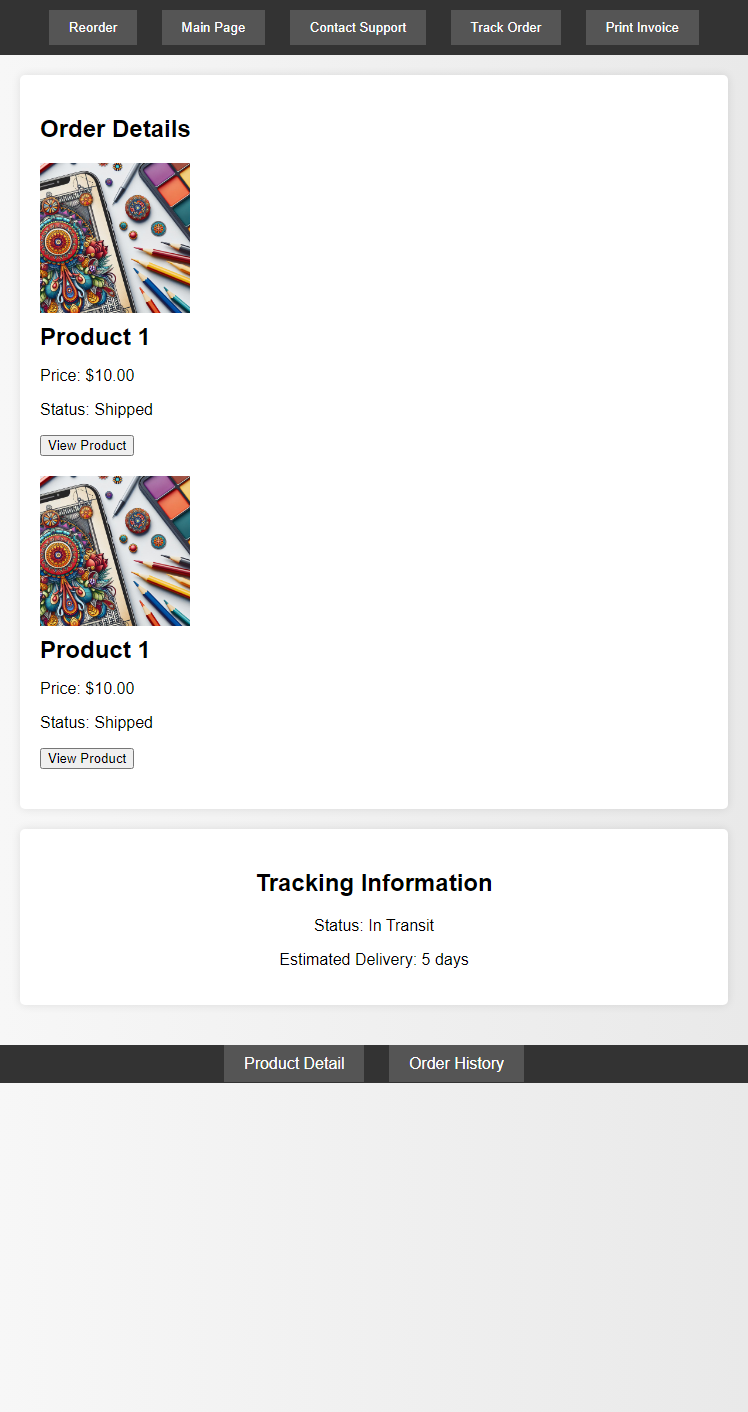 Reorder Main Page Contact Support Track Order Print Invoice
Order Details
Product 1
Price: $10.00
Status: Shipped
View Product
Product 1
Price: $10.00
Status: Shipped
View Product
Tracking Information
Status: In Transit
Estimated Delivery: 5 days
Product Detail Order History